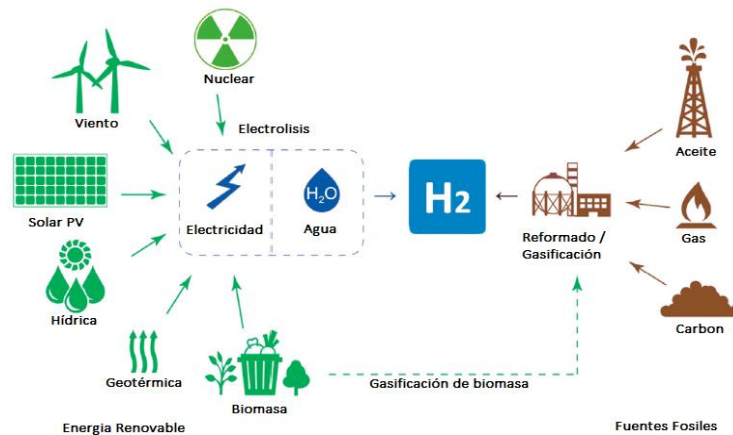 Nuclear
Viento
Electrolisis
Aceite
Solar PV
Electricidad
H2O
Agua
H2
Reformado /
Gasificación
Gas
Hídrica
Carbon
Geotérmica
Biomasa
Gasificación de biomasa
Energia Renovable
Fuentes Fosiles